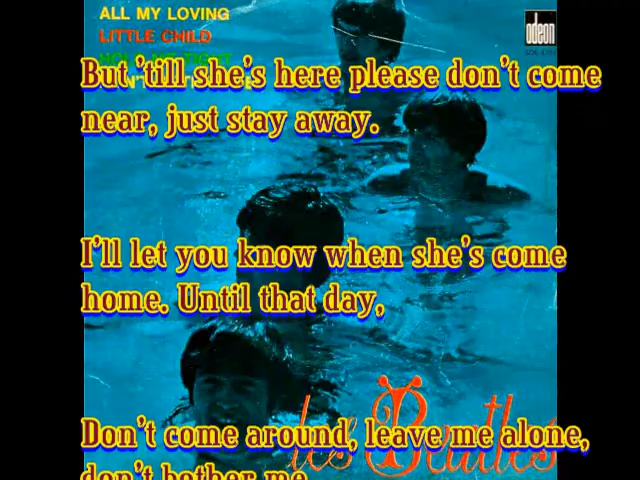 ALL MY LOVING
LITTLE CHILD
odeon
But 'till she's here please don't come
near, just stay away.
I'll let you know when she's come
home. Until that day,
les Beatles
Don't come around, leave me alone,
don't bother me